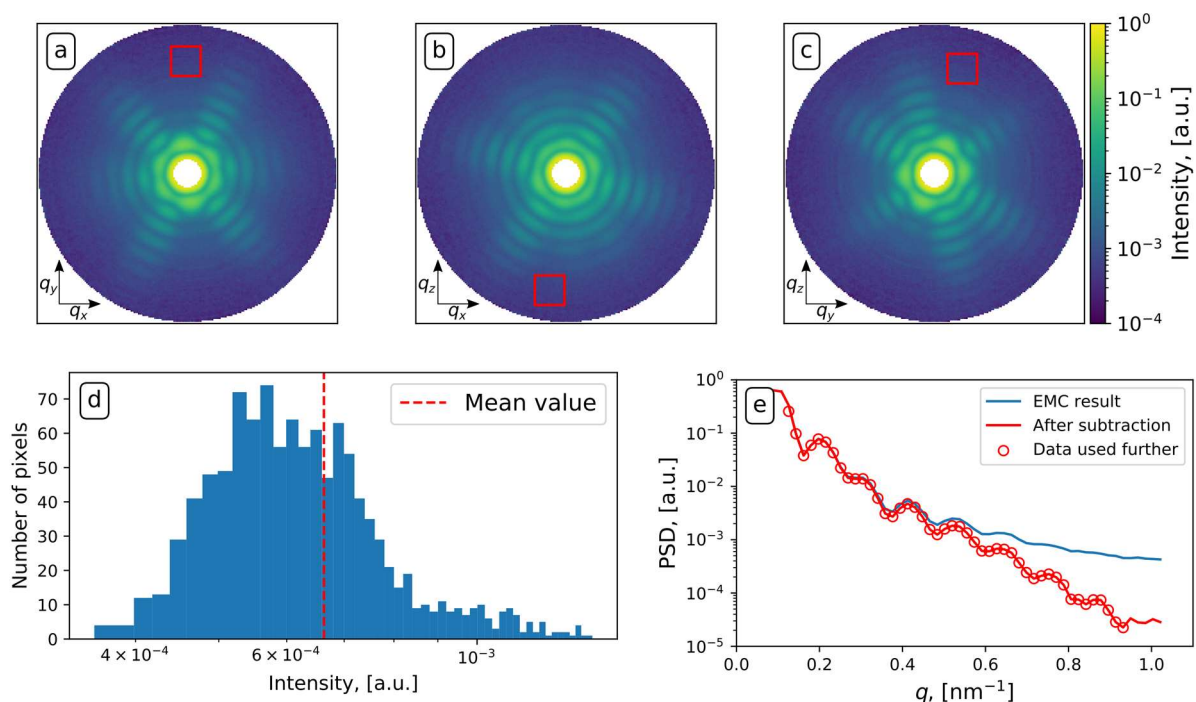 a
b
c
q_y
q_x
q_z
q_x
q_z
q_y
10^0
10^−1
10^−2
10^−3
10^−4
Intensity, [a.u.]
d
Mean value
70
60
50
40
30
20
10
0
Number of pixels
4 × 10^−4
6 × 10^−4
10^−3
Intensity, [a.u.]
e
EMC result
After subtraction
Data used further
10^0
10^−1
10^−2
10^−3
10^−4
10^−5
PSD, [a.u.]
0.0
0.2
0.4
0.6
0.8
1.0
q, [nm^−1]